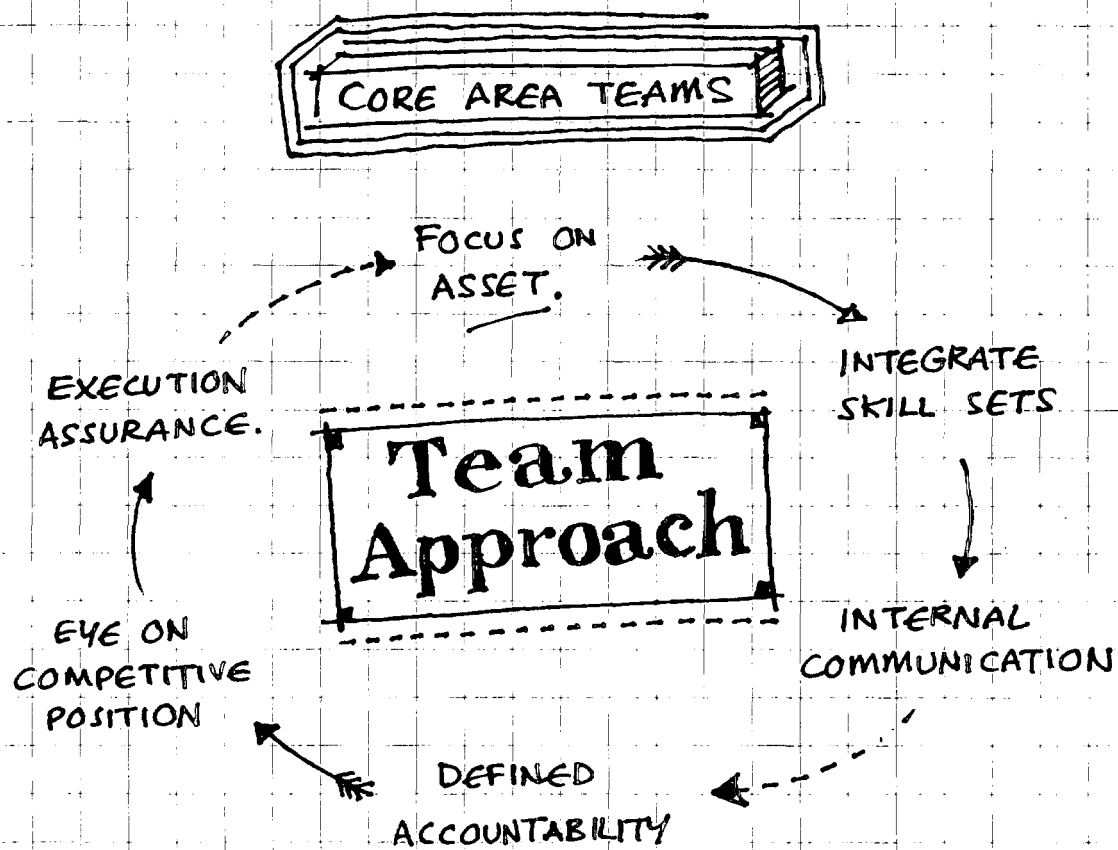 CORE AREA TEAMS
FOCUS ON
ASSET.
INTEGRATE
SKILL SETS
INTERNAL
COMMUNICATION
DEFINED
ACCOUNTABILITY
EYE ON
COMPETITIVE
POSITION
EXECUTION
ASSURANCE.
Team
Approach